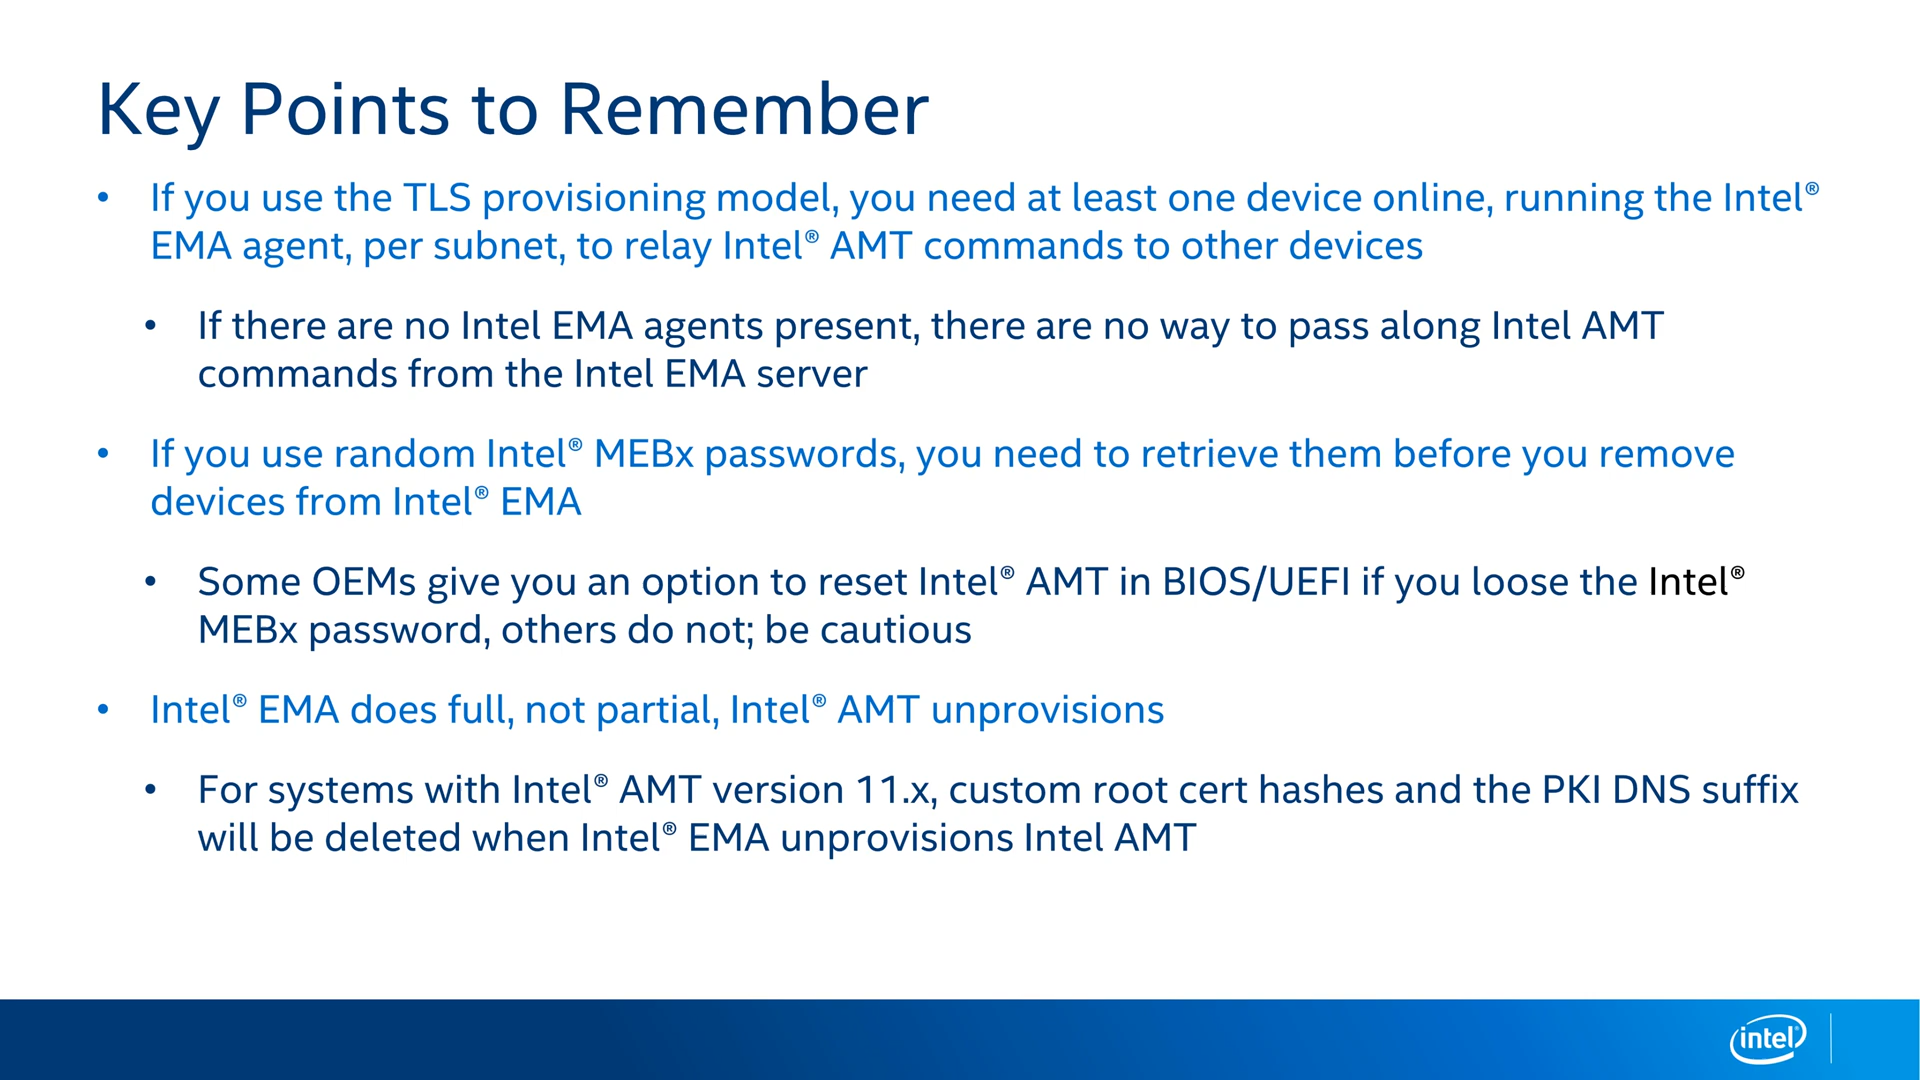 Key Points to Remember
• If you use the TLS provisioning model, you need at least one device online, running the Intel®
EMA agent, per subnet, to relay Intel® AMT commands to other devices
• If there are no Intel EMA agents present, there are no way to pass along Intel AMT
commands from the Intel EMA server
• If you use random Intel® MEBx passwords, you need to retrieve them before you remove
devices from Intel® EMA
• Some OEMs give you an option to reset Intel® AMT in BIOS/UEFI if you loose the Intel®
MEBx password, others do not; be cautious
• Intel® EMA does full, not partial, Intel® AMT unprovisions
• For systems with Intel® AMT version 11.x, custom root cert hashes and the PKI DNS suffix
will be deleted when Intel® EMA unprovisions Intel AMT
intel®